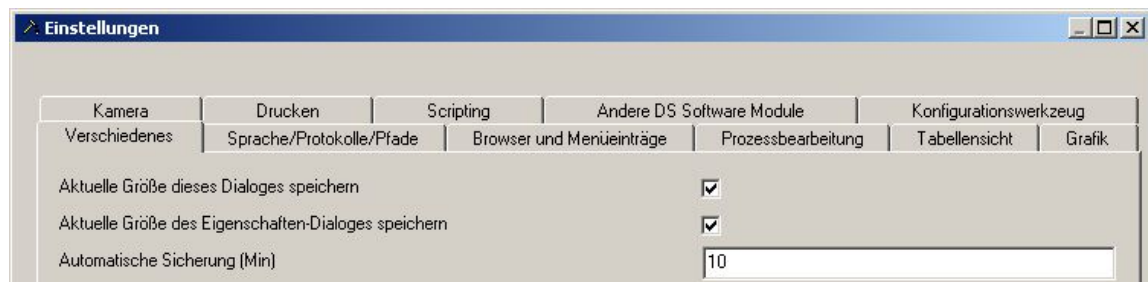 Einstellungen
Kamera Drucken Scripting Andere DS Software Module Konfigurationswerkzeug
Verschiedenes Sprache/Protokolle/Pfade Browser und Menüeinträge Prozessbearbeitung Tabellensicht Grafik
Aktuelle Größe dieses Dialoges speichern
Aktuelle Größe des Eigenschaften-Dialoges speichern
Automatische Sicherung (Min) 10